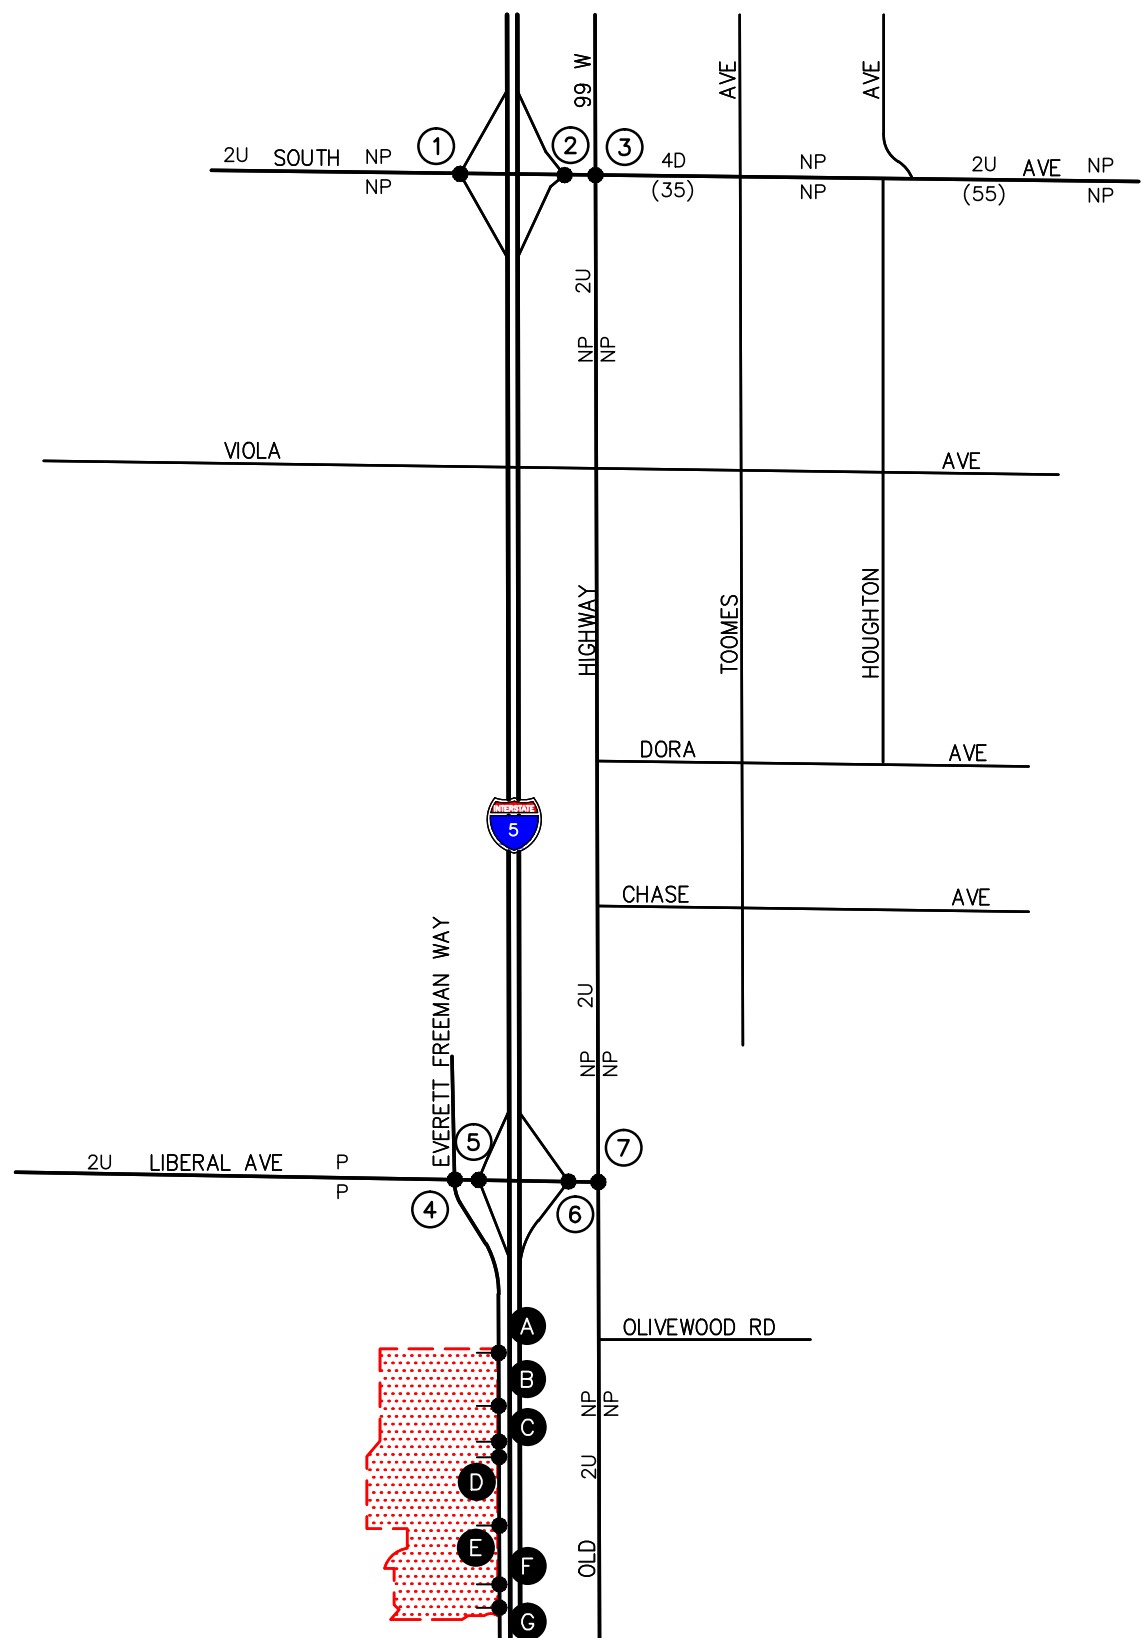 99 W
AVE
AVE
1
2
3
2U SOUTH NP
NP
4D
(35)
NP
NP
2U
(55)
AVE
NP
NP
2U
NP
NP
VIOLA
AVE
HIGHWAY
TOOMES
HOUGHTON
DORA
AVE
INTERSTATE
5
CHASE
AVE
EVERETT FREEMAN WAY
2U
NP
NP
5
7
2U LIBERAL AVE P
P
4
6
A
OLIVEWOOD RD
B
NP
NP
C
2U
D
E
OLD
F
G